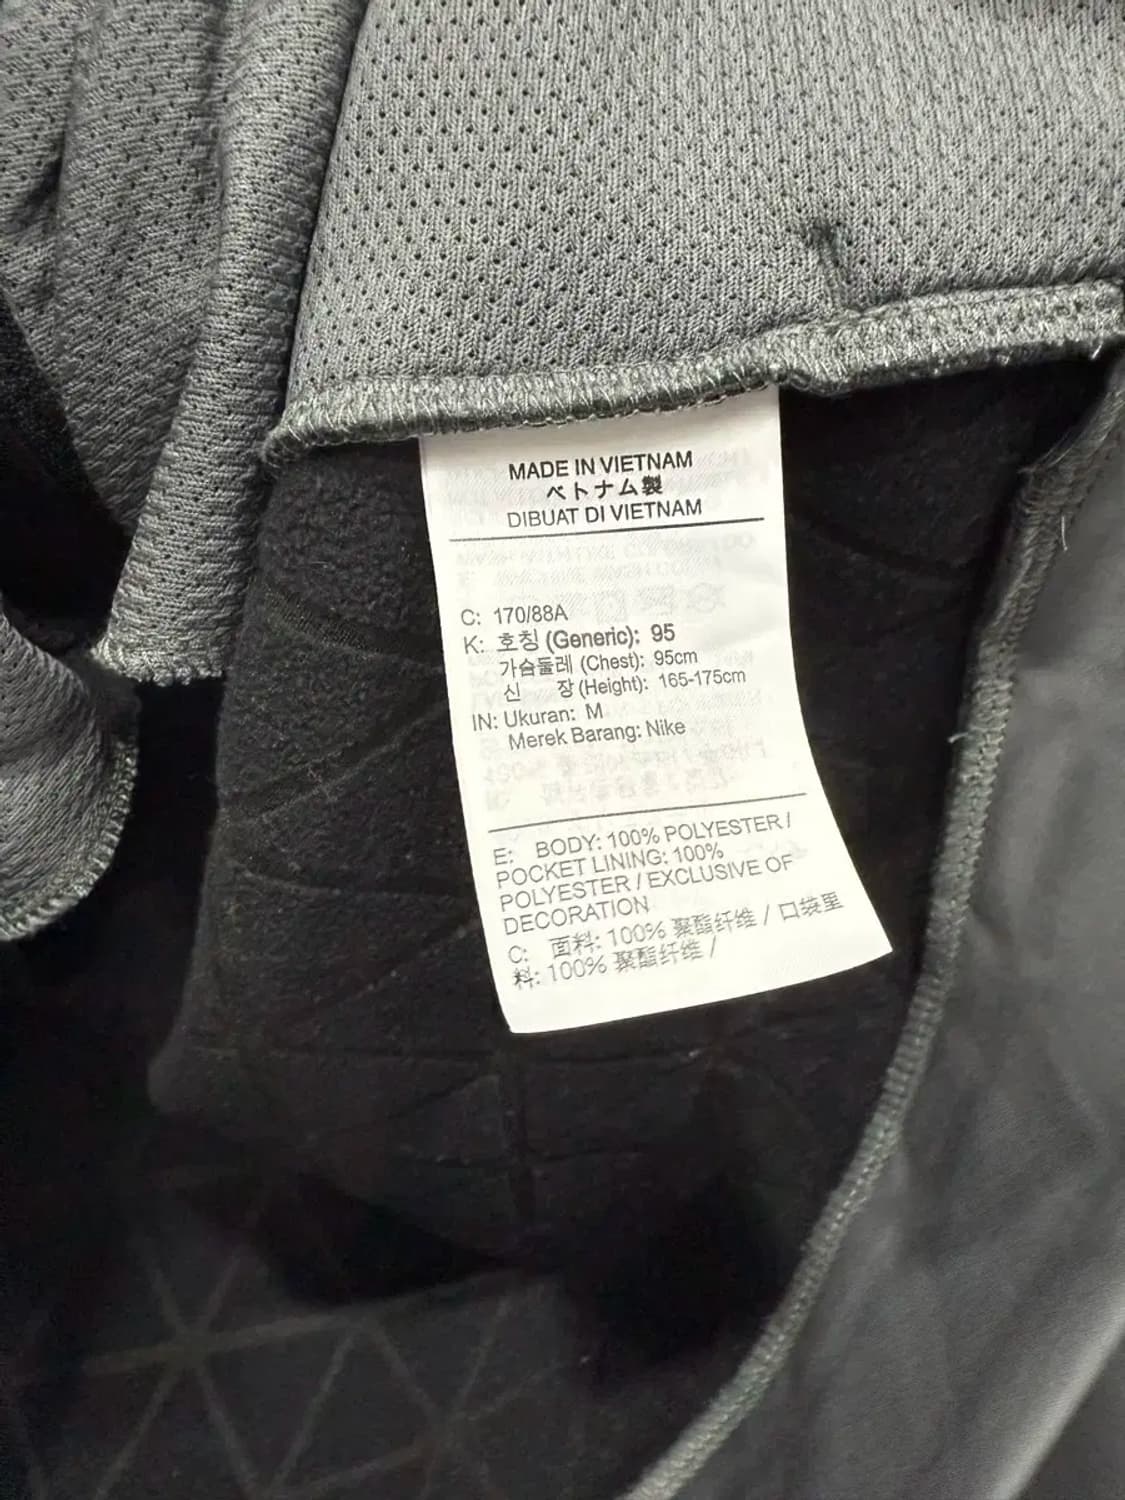 MADE IN VIETNAM
ベトナム製
DIBUAT DI VIETNAM
C: 170/88A
K: 호칭 (Generic): 95
가슴둘레 (Chest): 95cm
신 장 (Height): 165-175cm
IN: Ukuran: M
Merek Barang: Nike
E: BODY: 100% POLYESTER /
POCKET LINING: 100%
POLYESTER / EXCLUSIVE OF
DECORATION
C: 面料: 100% 聚酯纤维 / 口袋里
料: 100% 聚酯纤维 /